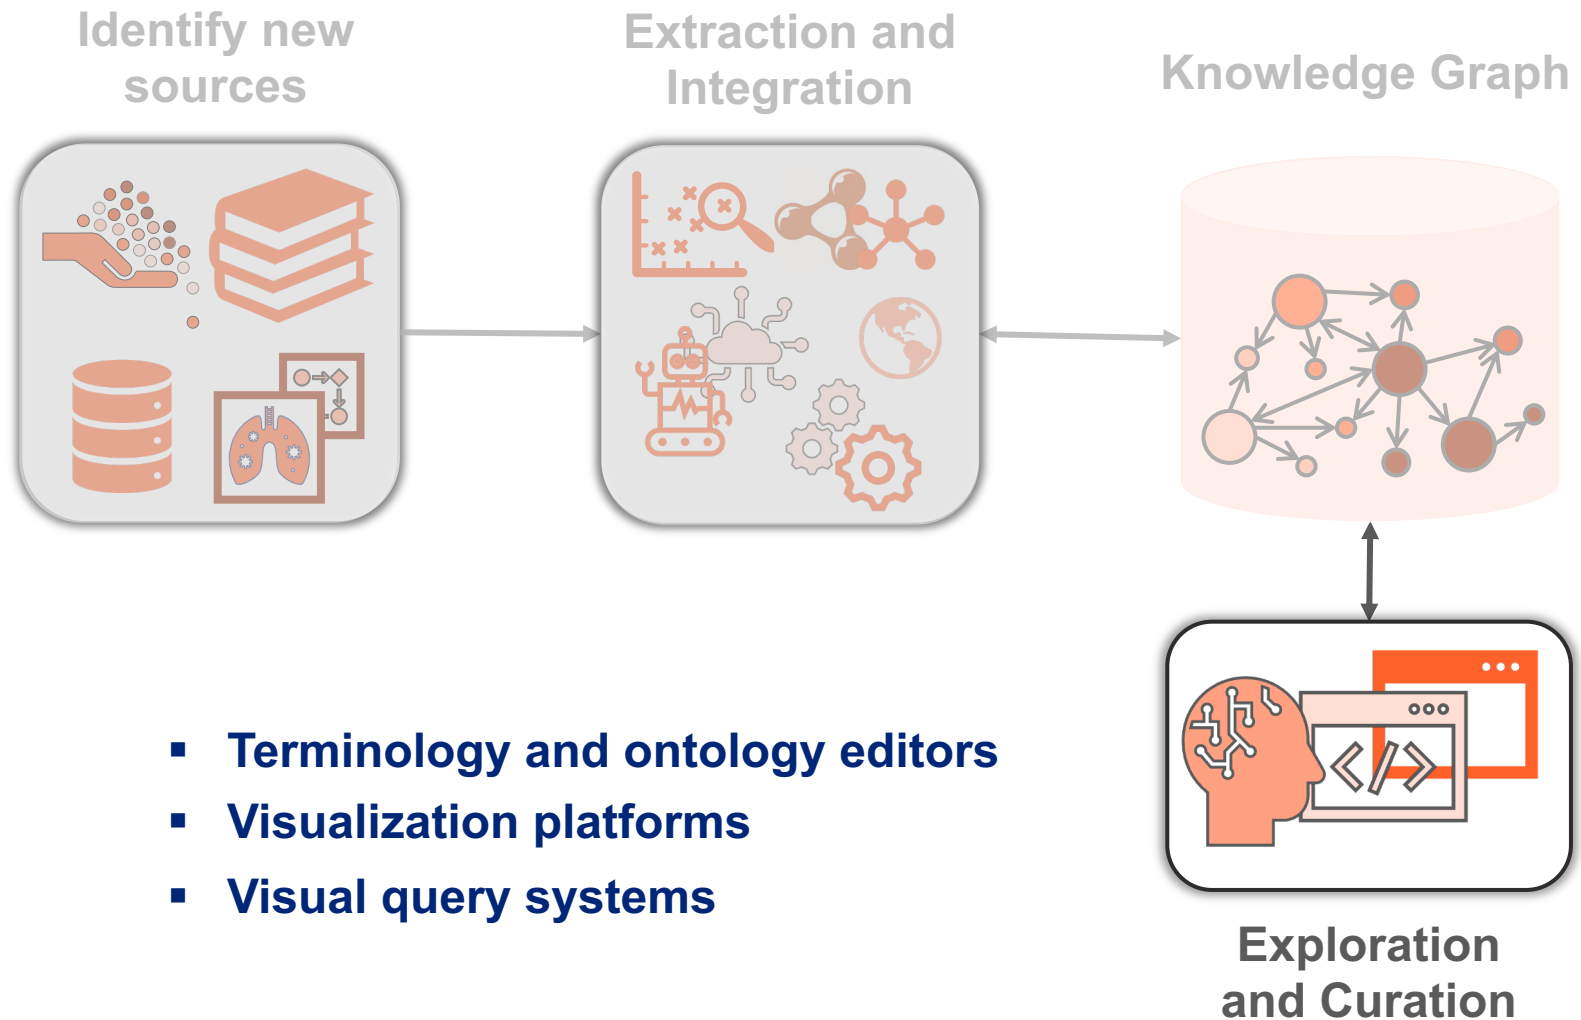 Identify new
sources
Extraction and
Integration
Knowledge Graph
▪ Terminology and ontology editors
▪ Visualization platforms
▪ Visual query systems
Exploration
and Curation